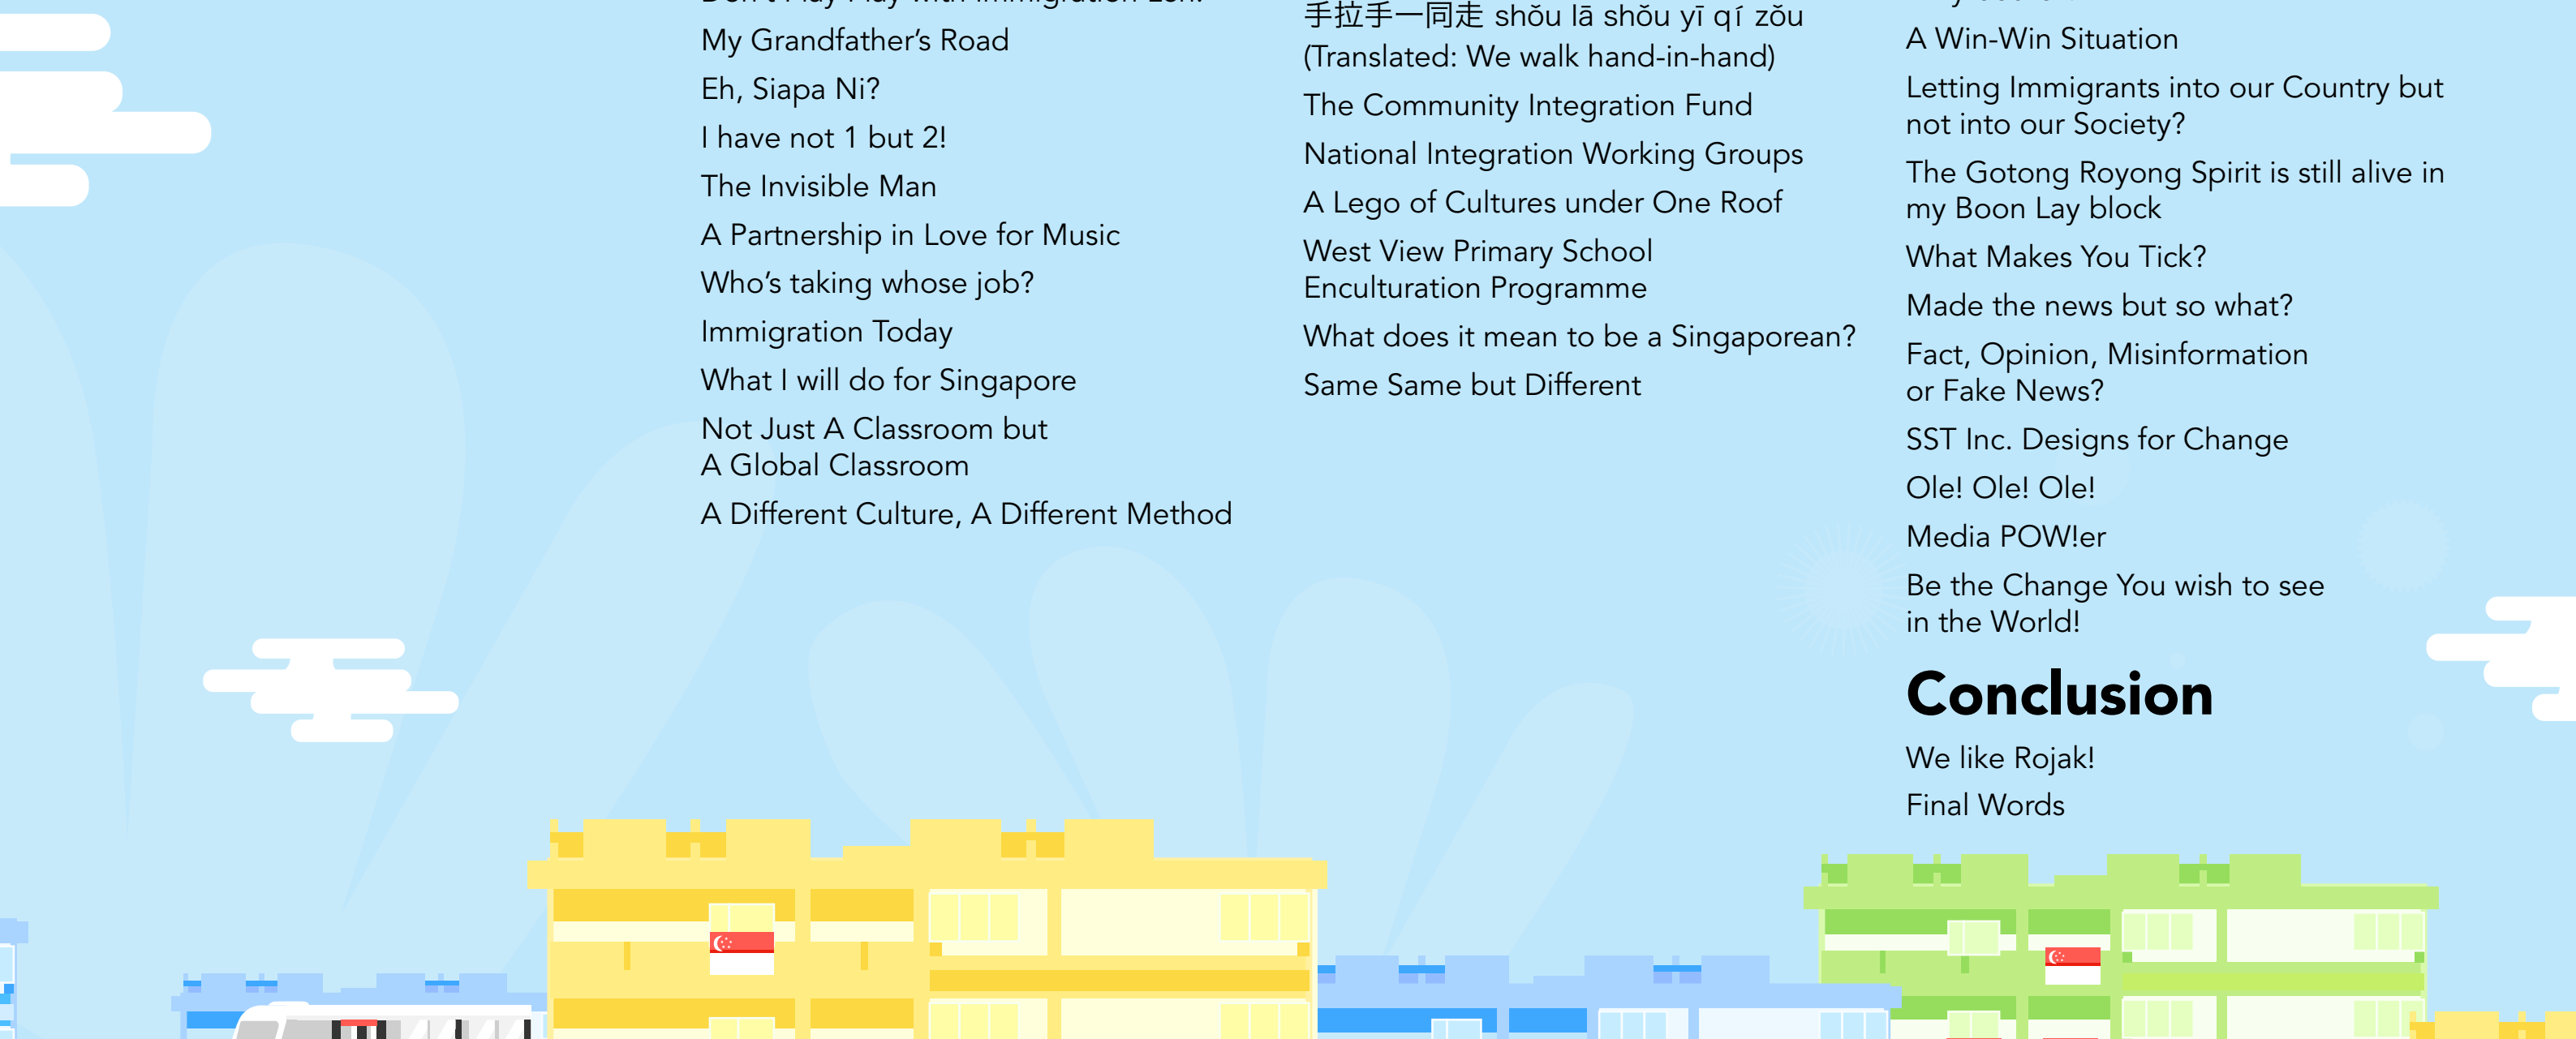 My Grandfather’s Road
Eh, Siapa Ni?
I have not 1 but 2!
The Invisible Man
A Partnership in Love for Music
Who’s taking whose job?
Immigration Today
What I will do for Singapore
Not Just A Classroom but
A Global Classroom
A Different Culture, A Different Method
手拉手一同走 shǒu lā shǒu yī qí zǒu
(Translated: We walk hand-in-hand)
The Community Integration Fund
National Integration Working Groups
A Lego of Cultures under One Roof
West View Primary School
Enculturation Programme
What does it mean to be a Singaporean?
Same Same but Different
A Win-Win Situation
Letting Immigrants into our Country but
not into our Society?
The Gotong Royong Spirit is still alive in
my Boon Lay block
What Makes You Tick?
Made the news but so what?
Fact, Opinion, Misinformation
or Fake News?
SST Inc. Designs for Change
Ole! Ole! Ole!
Media POW!er
Be the Change You wish to see
in the World!
Conclusion
We like Rojak!
Final Words